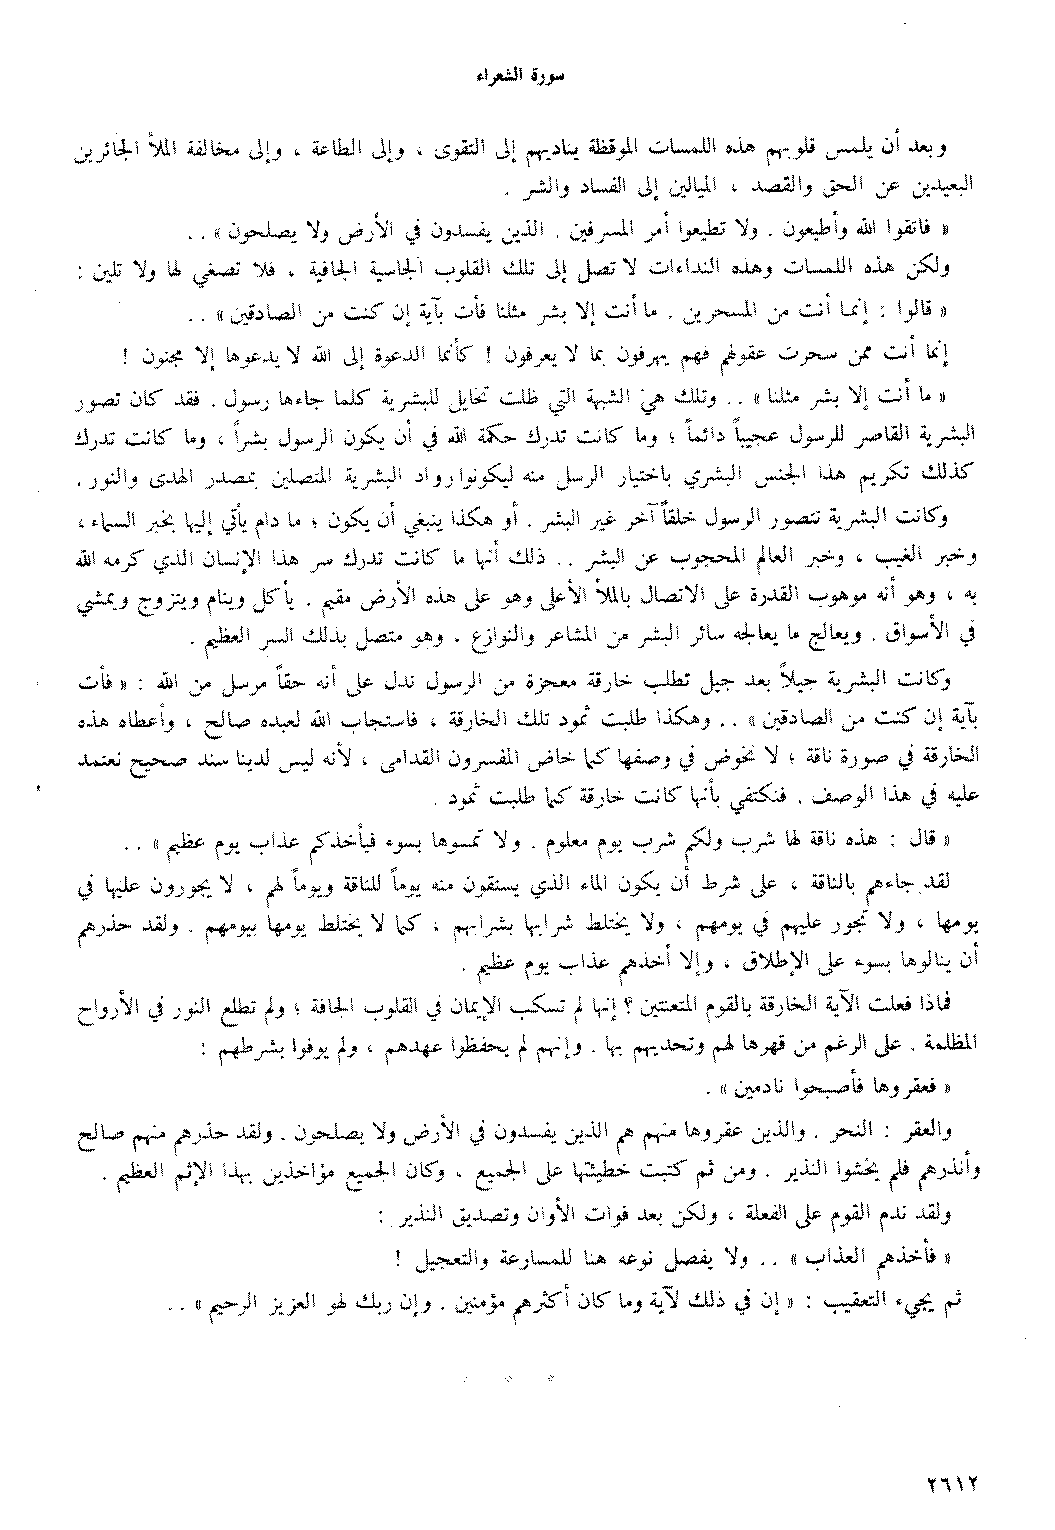 سورة الشعراء
وبعد أن يلمس قلوبهم هذه اللمسات الموقظة يناديهم إلى التقوى ، وإلى الطاعة ، وإلى مخالفة الملأ الجائرين
البعيدين عن الحق والقصد ، الميالين إلى الفساد والشر .
« فاتقوا الله وأطيعون . ولا تطيعوا أمر المسرفين . الذين يفسدون في الأرض ولا يصلحون » ..
ولكن هذه اللمسات وهذه النداءات لا تصل إلى تلك القلوب الجاسية الجافية ، فلا تصغي لها ولا تلين :
« قالوا : إنما أنت من المسحرين . ما أنت إلا بشر مثلنا فأت بآية إن كنت من الصادقين » ..
إنما أنت ممن سحرت عقولهم فهم يهرفون بما لا يعرفون ! كأنما الدعوة إلى الله لا يدعوها إلا مجنون !
« ما أنت إلا بشر مثلنا » .. وتلك هي الشبهة التي ظلت تخايل للبشرية كلما جاءها رسول . فقد كان تصور
البشرية القاصر للرسول عجيباً دائماً ؛ وما كانت تدرك حكمة الله في أن يكون الرسول بشراً ، وما كانت تدرك
كذلك تكريم هذا الجنس البشري باختيار الرسل منه ليكونوا رواد البشرية المتصلين بمصدر الهدى والنور .
وكانت البشرية تتصور الرسول خلقاً آخر غير البشر . أو هكذا ينبغي أن يكون ؛ ما دام يأتي إليها بخبر السماء ،
وخبر الغيب ، وخبر العالم المحجوب عن البشر .. ذلك أنها ما كانت تدرك سر هذا الإنسان الذي كرمه الله
به ، وهو أنه موهوب القدرة على الاتصال بالملأ الأعلى وهو على هذه الأرض مقيم . يأكل وينام ويتزوج ويمشي
في الأسواق . ويعالج ما يعالجه سائر البشر من المشاعر والنوازع . وهو متصل بذلك السر العظيم .
وكانت البشرية جيلاً بعد جيل تطلب خارقة معجزة من الرسول تدل على أنه حقاً مرسل من الله : « فأت
بآية إن كنت من الصادقين » .. وهكذا طلبت ثمود تلك الخارقة ، فاستجاب الله لعبده صالح ، وأعطاه هذه
الخارقة في صورة ناقة ؛ لا نخوض في وصفها كما خاض المفسرون القدامى ، لأنه ليس لدينا سند صحيح نعتمد
عليه في هذا الوصف . فنكتفي بأنها كانت خارقة كما طلبت ثمود .
« قال : هذه ناقة لها شرب ولكم شرب يوم معلوم . ولا تمسوها بسوء فيأخذكم عذاب يوم عظيم » ..
لقد جاءهم بالناقة ، على شرط أن يكون الماء الذي يستقون منه يوماً للناقة ويوماً لهم ، لا يجورون عليها في
يومها ، ولا تجور عليهم في يومهم ، ولا يختلط شرابها بشرابهم ، كما لا يختلط يومها بيومهم . ولقد حذرهم
أن ينالوها بسوء على الإطلاق ، وإلا أخذهم عذاب يوم عظيم .
فماذا فعلت الآية الخارقة بالقوم المتعنتين ؟ إنها لم تسكب الإيمان في القلوب الجافة ؛ ولم تطلع النور في الأرواح
المظلمة . على الرغم من قهرها لهم وتحديهم بها . وإنهم لم يحفظوا عهدهم ، ولم يوفوا بشرطهم :
« فعقروها فأصبحوا نادمين » .
والعقر : النحر . والذين عقروها منهم هم الذين يفسدون في الأرض ولا يصلحون . ولقد حذرهم منهم صالح
وأنذرهم فلم يخشوا النذير . ومن ثم كتبت خطيئتها على الجميع ، وكان الجميع مؤاخذين بهذا الإثم العظيم .
ولقد ندم القوم على الفعلة ، ولكن بعد فوات الأوان وتصديق النذير :
« فأخذهم العذاب » .. ولا يفصل نوعه هنا للمسارعة والتعجيل !
ثم يجيء التعقيب : « إن في ذلك لآية وما كان أكثرهم مؤمنين . وإن ربك لهو العزيز الرحيم » ..
* * *
٢٦١٢